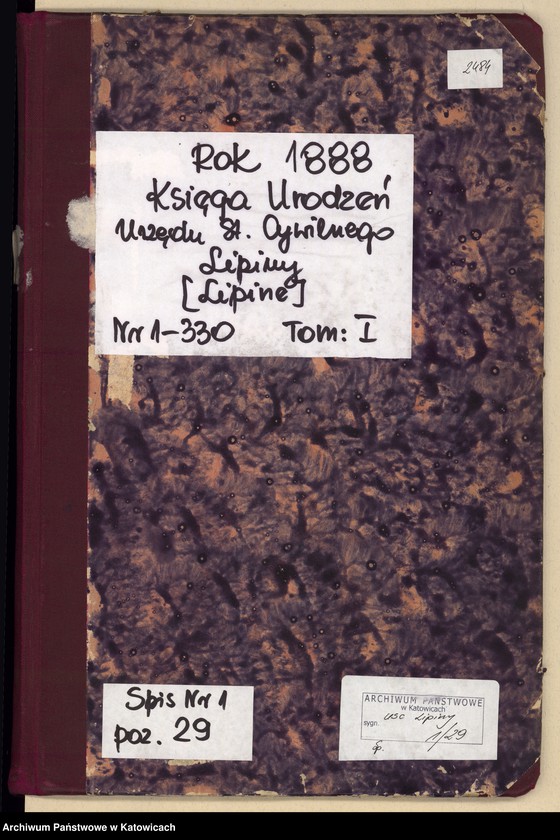 2484
Rok 1888
Księga Urodzeń
Urzędu St. Cywilnego
Lipiny
[Lipine]
Nr 1-330 Tom: I
Spis Nr 1
poz. 29
ARCHIWUM PAŃSTWOWE
w Katowicach
sygn. USC Lipiny
1/29
Archiwum Państwowe w Katowicach